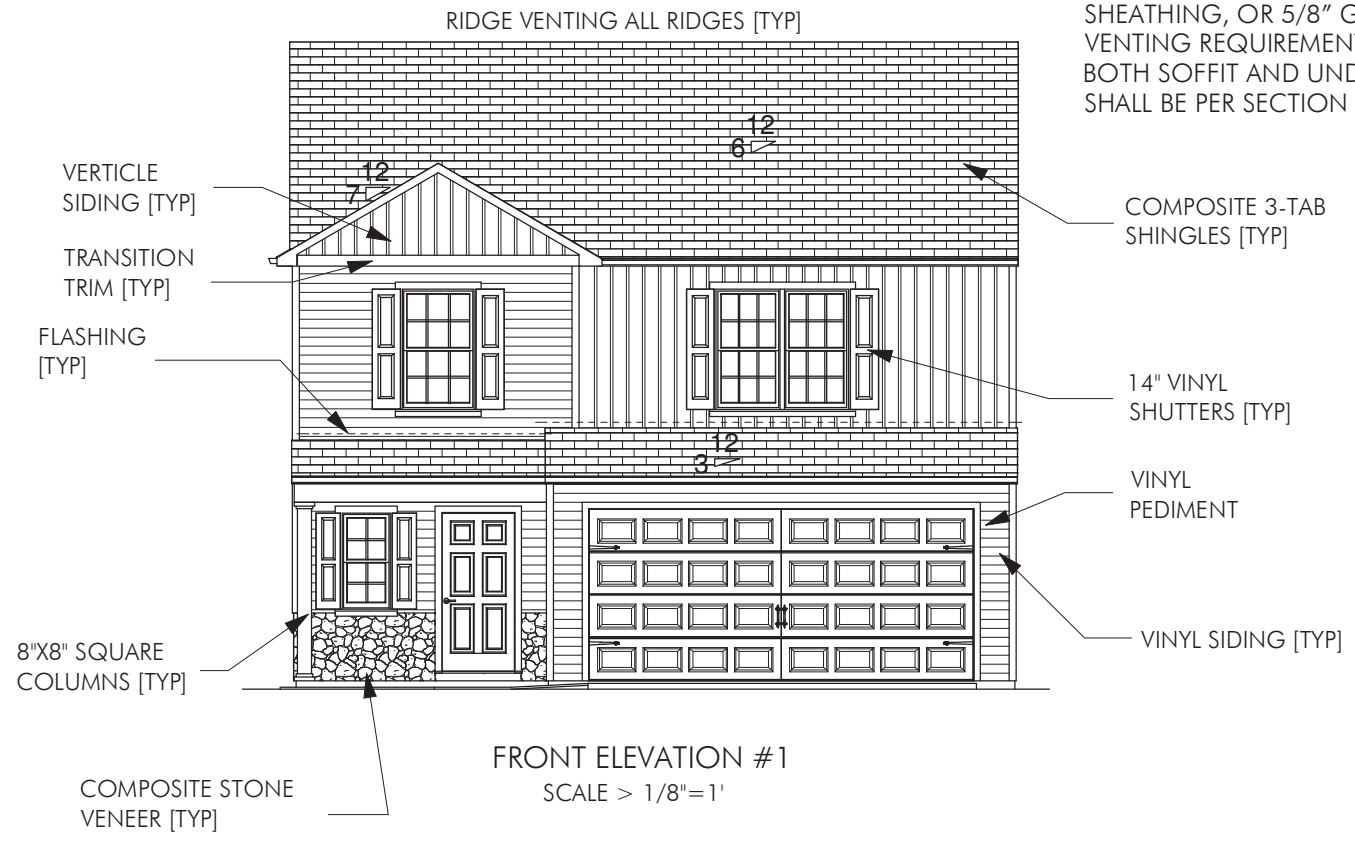 RIDGE VENTING ALL RIDGES [TYP]
SHEATHING, OR 5/8"
VENTING
BOTH SOFFIT AND
SHALL BE PER SECTION
12
6
12
7
VERTICLE
SIDING [TYP]
TRANSITION
TRIM [TYP]
FLASHING
[TYP]
COMPOSITE 3-TAB
SHINGLES [TYP]
14" VINYL
SHUTTERS [TYP]
12
3
VINYL
PEDIMENT
VINYL SIDING [TYP]
8"X8" SQUARE
COLUMNS [TYP]
COMPOSITE STONE
VENEER [TYP]
FRONT ELEVATION #1
SCALE > 1/8"=1'